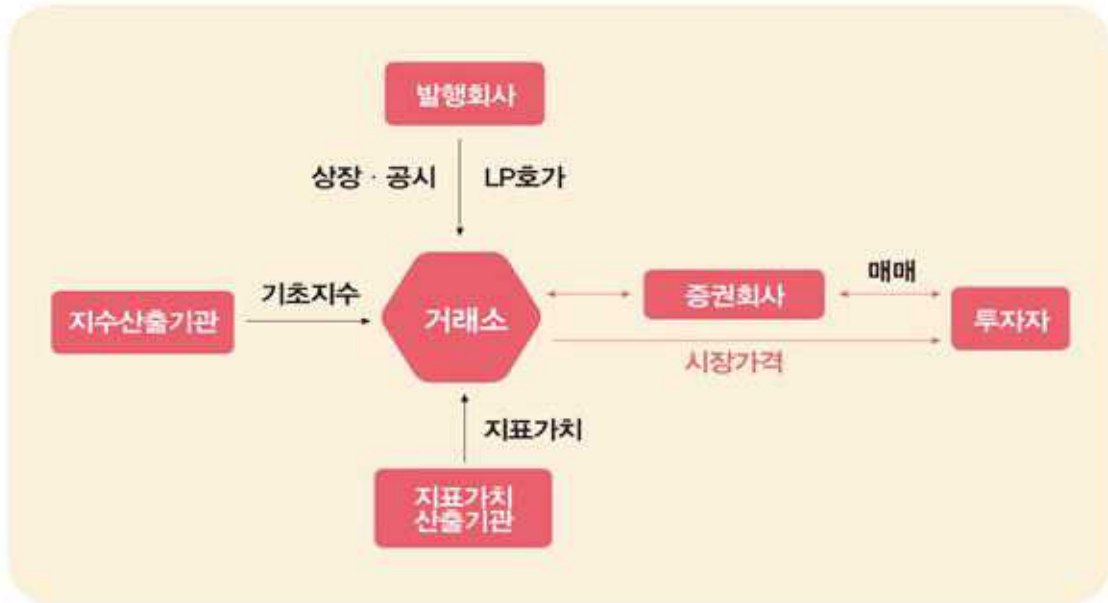 발행회사
상장 · 공시 LP호가
기초지수
지수산출기관
거래소
증권회사
매매
투자자
시장가격
지표가치
지표가치
산출기관